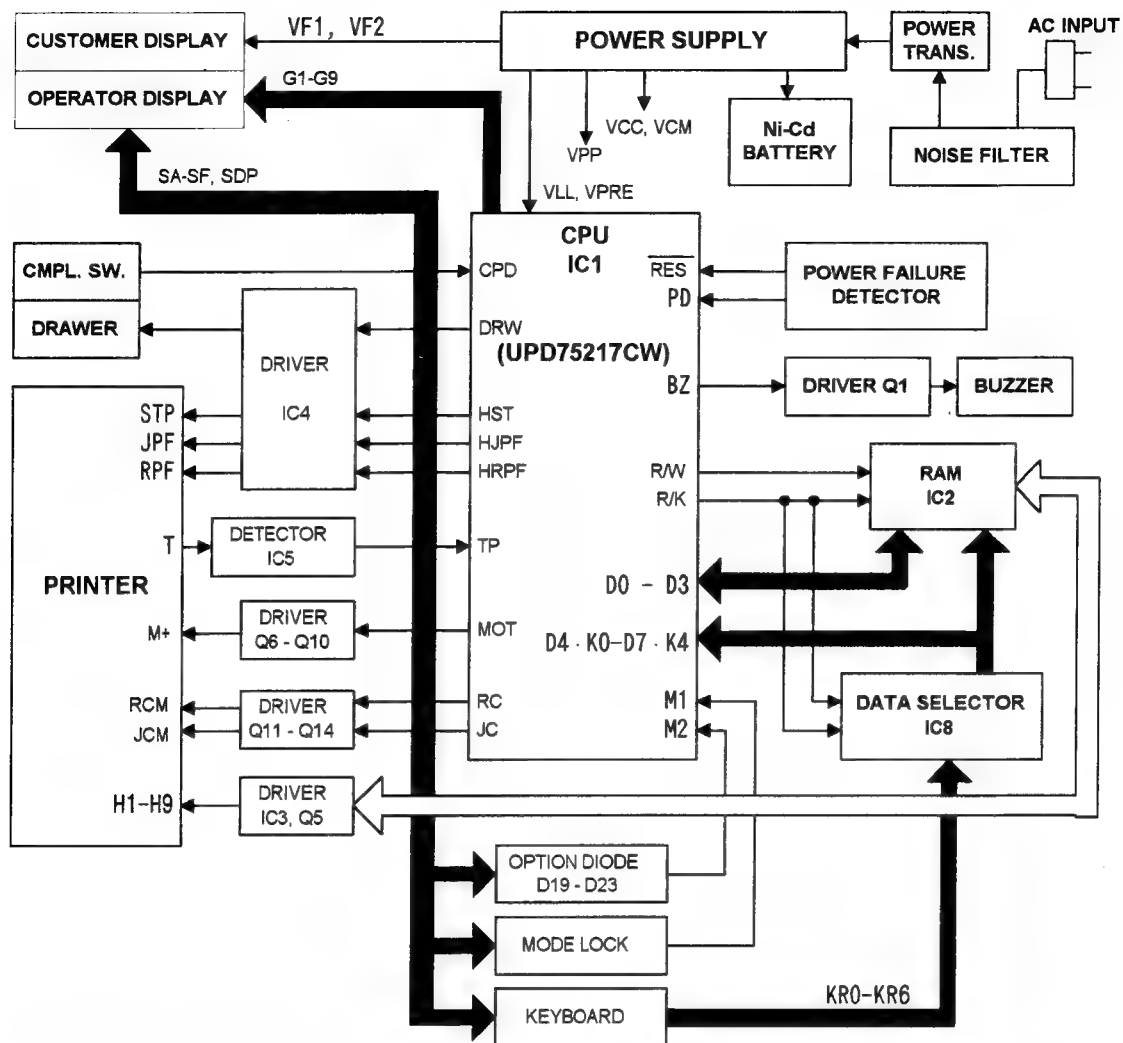 CUSTOMER DISPLAY
OPERATOR DISPLAY
VF1, VF2
G1-G9
POWER SUPPLY
POWER
TRANS.
AC INPUT
VCC, VCM
VPP
VLL, VPRE
Ni-Cd
BATTERY
NOISE FILTER
SA-SF, SDP
CMPL. SW.
DRAWER
DRIVER
IC4
CPU
IC1
(UPD75217CW)
CPD
DRW
HST
HJPF
HRPF
TP
MOT
RC
JC
RES
PD
BZ
R/W
R/K
D0 - D3
D4 · K0-D7 · K4
M1
M2
POWER FAILURE
DETECTOR
DRIVER Q1
BUZZER
RAM
IC2
DATA SELECTOR
IC8
PRINTER
STP
JPF
RPF
T
M+
RCM
JCM
H1-H9
DETECTOR
IC5
DRIVER
Q6 - Q10
DRIVER
Q11 - Q14
DRIVER
IC3, Q5
OPTION DIODE
D19 - D23
MODE LOCK
KEYBOARD
KR0-KR6